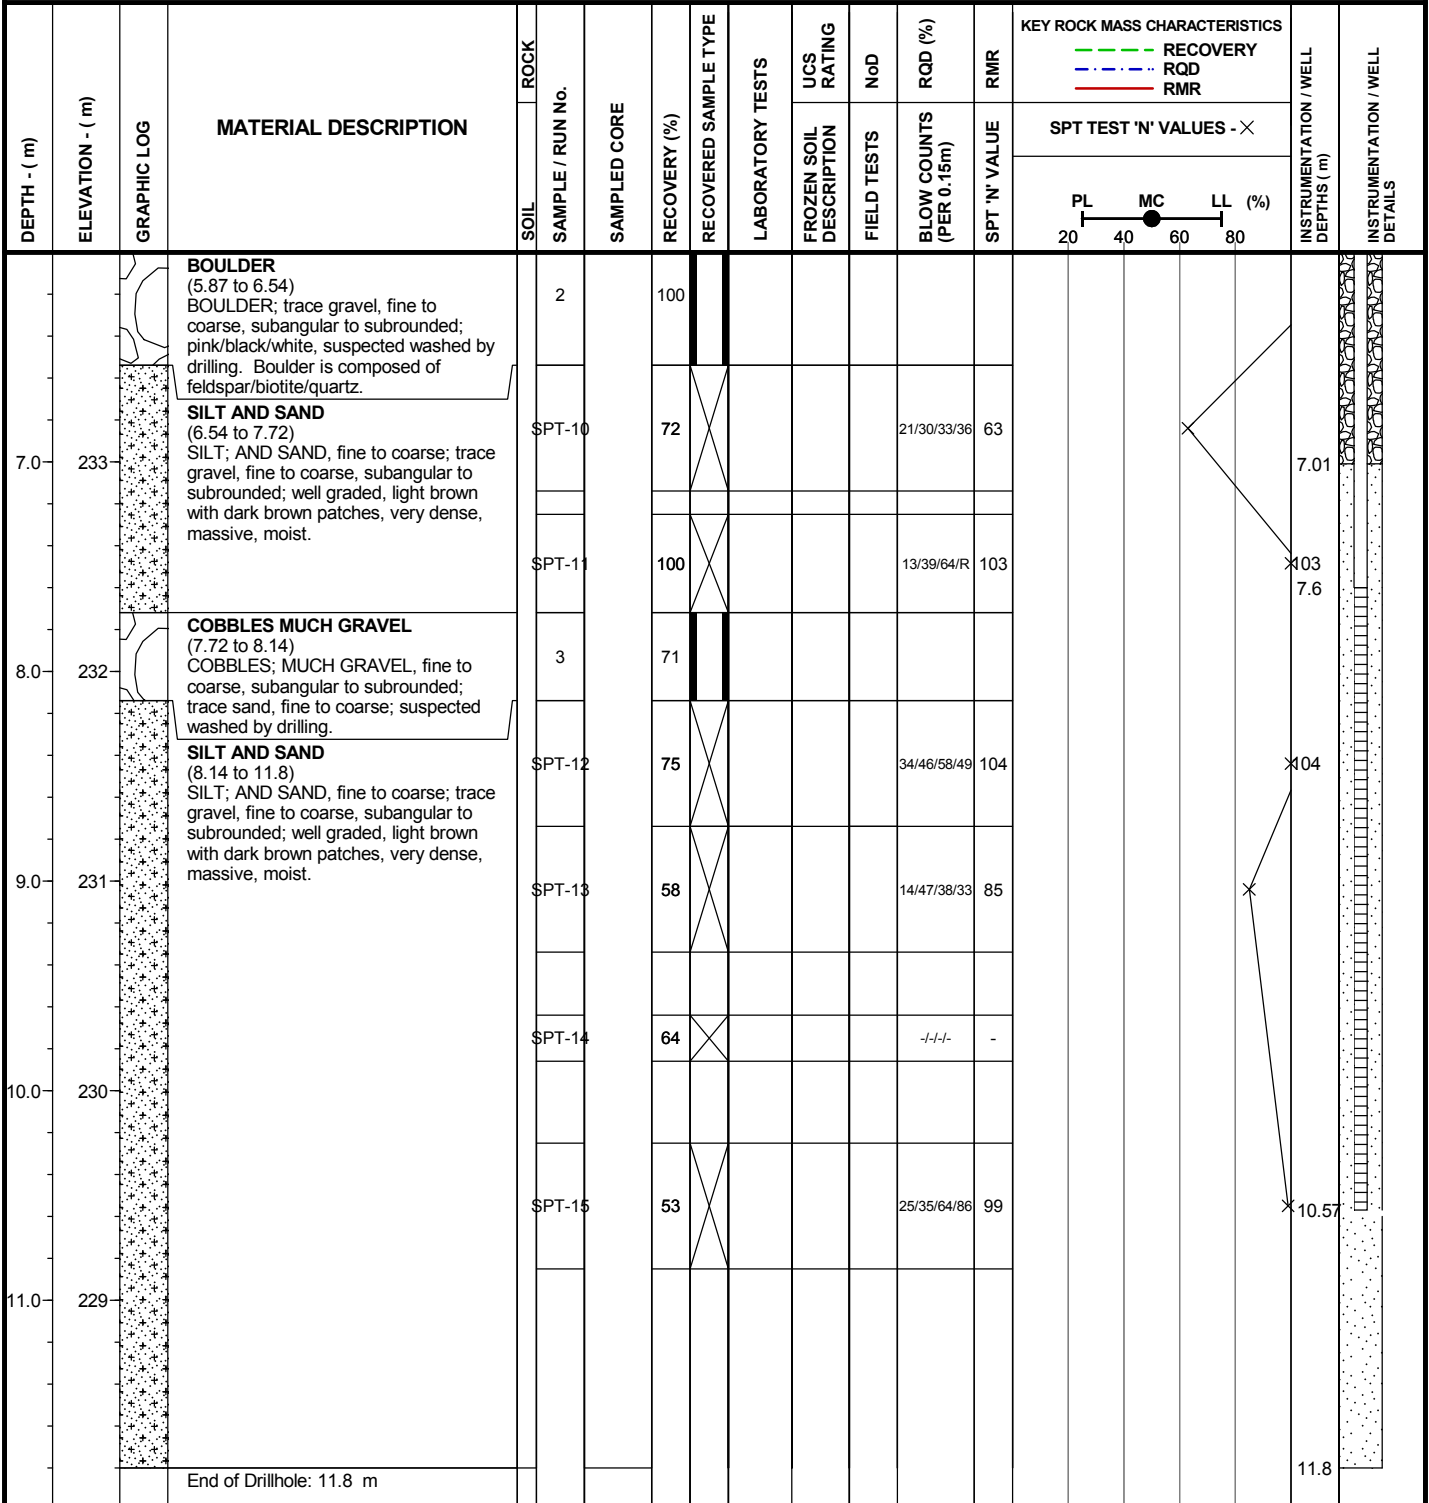 DEPTH - ( m)
ELEVATION - ( m)
GRAPHIC LOG
MATERIAL DESCRIPTION
SOIL
ROCK
SAMPLE / RUN No.
SAMPLED CORE
RECOVERY (%)
RECOVERED SAMPLE TYPE
LABORATORY TESTS
UCS
RATING
FROZEN SOIL
DESCRIPTION
NoD
FIELD TESTS
RQD (%)
BLOW COUNTS
(PER 0.15m)
RMR
SPT 'N' VALUE
KEY ROCK MASS CHARACTERISTICS
RECOVERY
RQD
RMR
SPT TEST 'N' VALUES - X
PL MC LL (%)
20 40 60 80
INSTRUMENTATION / WELL
DEPTHS ( m)
INSTRUMENTATION / WELL
DETAILS
BOULDER
(5.87 to 6.54)
BOULDER; trace gravel, fine to
coarse, subangular to subrounded;
pink/black/white, suspected washed by
drilling. Boulder is composed of
feldspar/biotite/quartz.
2 100
SILT AND SAND
(6.54 to 7.72)
SILT; AND SAND, fine to coarse; trace
gravel, fine to coarse, subangular to
subrounded; well graded, light brown
with dark brown patches, very dense,
massive, moist.
SPT-10 72 21/30/33/36 63
7.0 233 7.01
SPT-11 100 13/39/64/R 103 103
7.6
COBBLES MUCH GRAVEL
(7.72 to 8.14)
COBBLES; MUCH GRAVEL, fine to
coarse, subangular to subrounded;
trace sand, fine to coarse; suspected
washed by drilling.
3 71
8.0 232
SILT AND SAND
(8.14 to 11.8)
SILT; AND SAND, fine to coarse; trace
gravel, fine to coarse, subangular to
subrounded; well graded, light brown
with dark brown patches, very dense,
massive, moist.
SPT-12 75 34/46/58/49 104 104
9.0 231
SPT-13 58 14/47/38/33 85
SPT-14 64 -/-/-/- -
10.0 230
SPT-15 53 25/35/64/86 99 10.57
11.0 229
11.8
End of Drillhole: 11.8 m